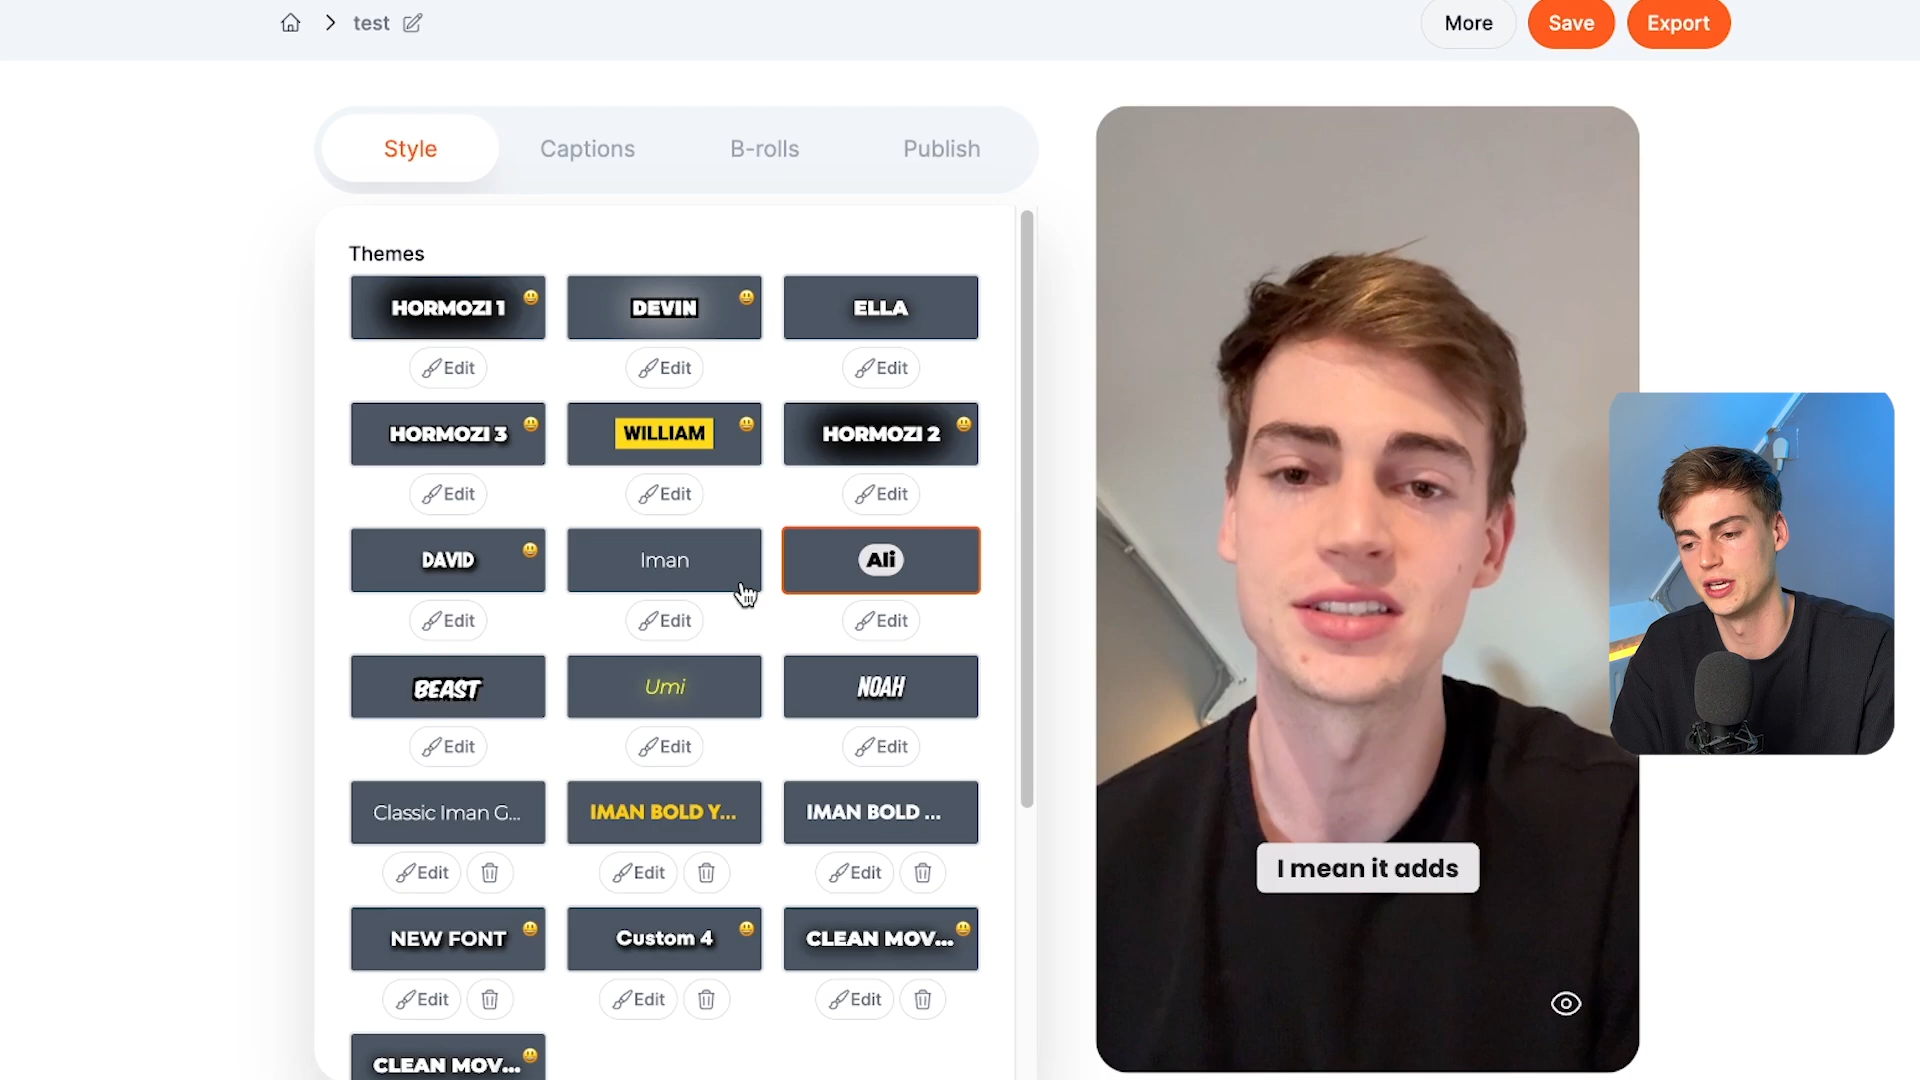 test
More
Save
Export
Style
Captions
B-rolls
Publish
Themes
HORMOZI 1
DEVIN
ELLA
Edit
Edit
Edit
HORMOZI 3
WILLIAM
HORMOZI 2
Edit
Edit
Edit
DAVID
Iman
Ali
Edit
Edit
Edit
BEAST
Umi
NOAH
Edit
Edit
Edit
Classic Iman G...
IMAN BOLD Y...
IMAN BOLD ...
Edit
Edit
Edit
NEW FONT
Custom 4
CLEAN MOV...
Edit
Edit
Edit
CLEAN MOV...
I mean it adds